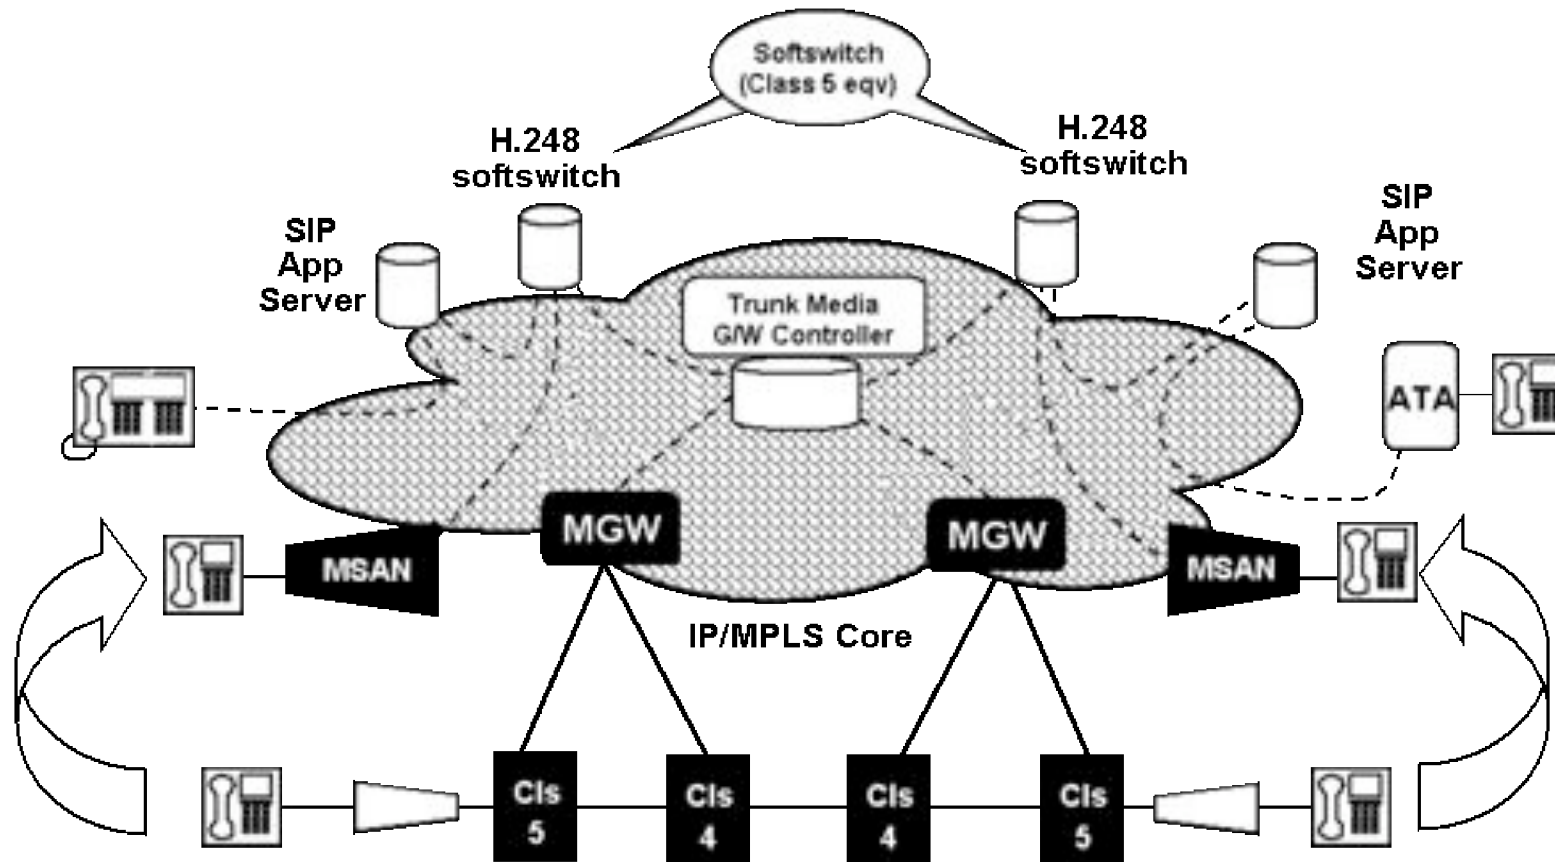 Softswitch
(Class 5 eqv)
H.248
softswitch
H.248
softswitch
SIP
App
Server
SIP
App
Server
Trunk Media
G/W Controller
ATA
MGW
MGW
MSAN
MSAN
IP/MPLS Core
Cls
5
Cls
4
Cls
4
Cls
5